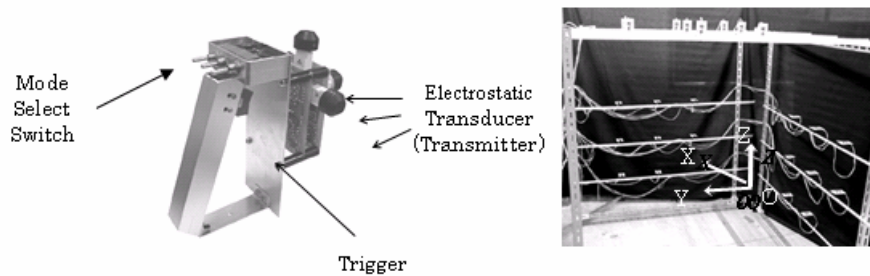 Mode
Select
Switch
Electrostatic
Transducer
(Transmitter)
Trigger
Z
X
Y
O